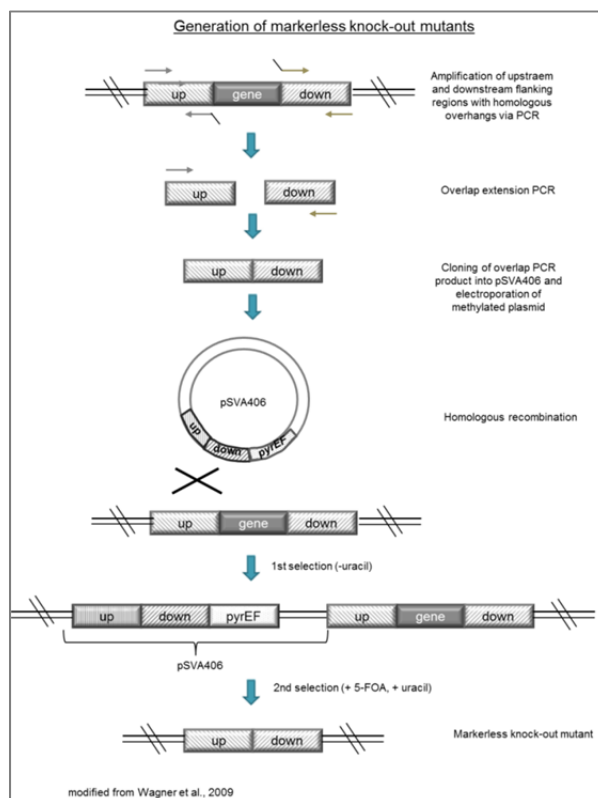 Generation of markerless knock-out mutants
up gene down
Amplification of upstraem
and downstream flanking
regions with homologous
overhangs via PCR
up down
Overlap extension PCR
up down
Cloning of overlap PCR
product into pSVA406 and
electroporation of
methylated plasmid
pSVA406
up down pyrEF
Homologous recombination
up gene down
1st selection (-uracil)
up down pyrEF up gene down
pSVA406
2nd selection (+ 5-FOA, + uracil)
up down
Markerless knock-out mutant
modified from Wagner et al., 2009